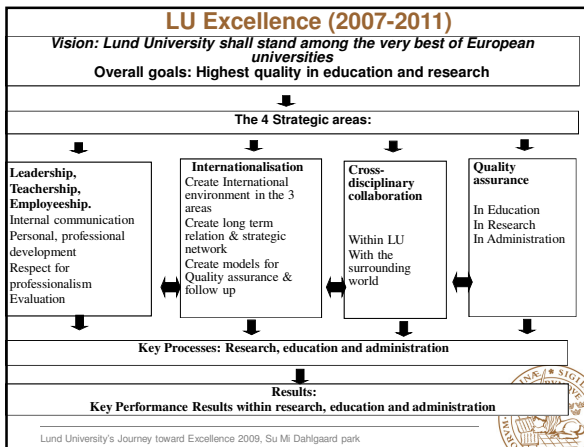 LU Excellence (2007-2011)
Vision: Lund University shall stand among the very best of European
universities
Overall goals: Highest quality in education and research
The 4 Strategic areas:
Leadership,
Teachership,
Employeeship.
Internal communication
Personal, professional
development
Respect for
professionalism
Evaluation
Internationalisation
Create International
environment in the 3
areas
Create long term
relation & strategic
network
Create models for
Quality assurance &
follow up
Cross-
disciplinary
collaboration
Within LU
With the
surrounding
world
Quality
assurance
In Education
In Research
In Administration
Key Processes: Research, education and administration
Results:
Key Performance Results within research, education and administration
Lund University's Journey toward Excellence 2009, Su Mi Dahlgaard park